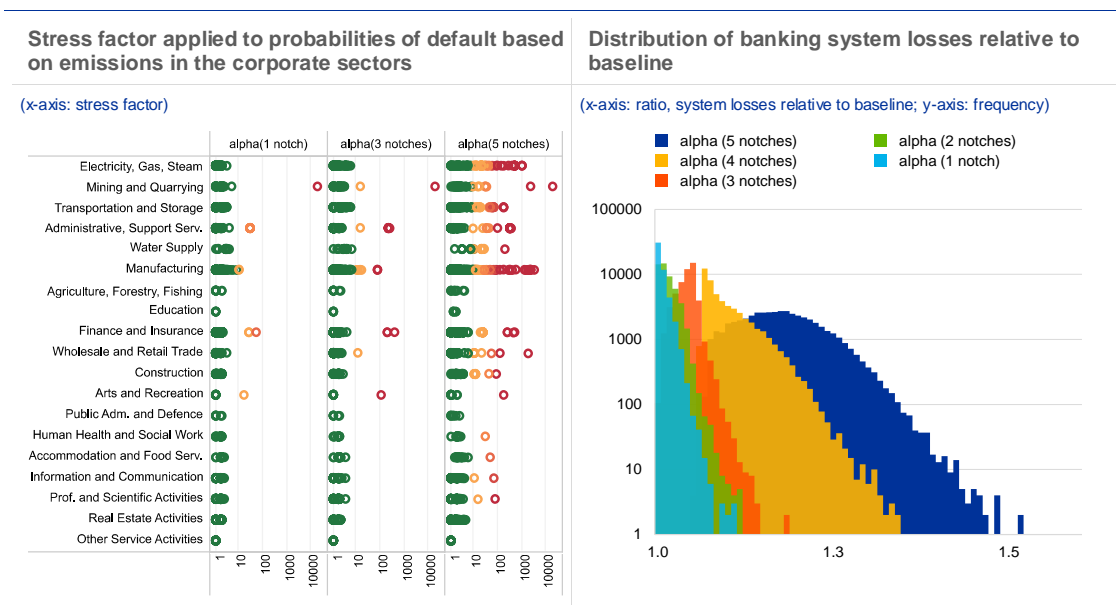 Stress factor applied to probabilities of default based
on emissions in the corporate sectors
(x-axis: stress factor)
alpha(1 notch)
alpha(3 notches)
alpha(5 notches)
Electricity, Gas, Steam
Mining and Quarrying
Transportation and Storage
Administrative, Support Serv.
Water Supply
Manufacturing
Agriculture, Forestry, Fishing
Education
Finance and Insurance
Wholesale and Retail Trade
Construction
Arts and Recreation
Public Adm. and Defence
Human Health and Social Work
Accommodation and Food Serv.
Information and Communication
Prof. and Scientific Activities
Real Estate Activities
Other Service Activities
1
10
100
1000
10000
1
10
100
1000
10000
1
10
100
1000
10000
Distribution of banking system losses relative to
baseline
(x-axis: ratio, system losses relative to baseline; y-axis: frequency)
alpha (5 notches)
alpha (4 notches)
alpha (3 notches)
alpha (2 notches)
alpha (1 notch)
100000
10000
1000
100
10
1
1.0
1.3
1.5